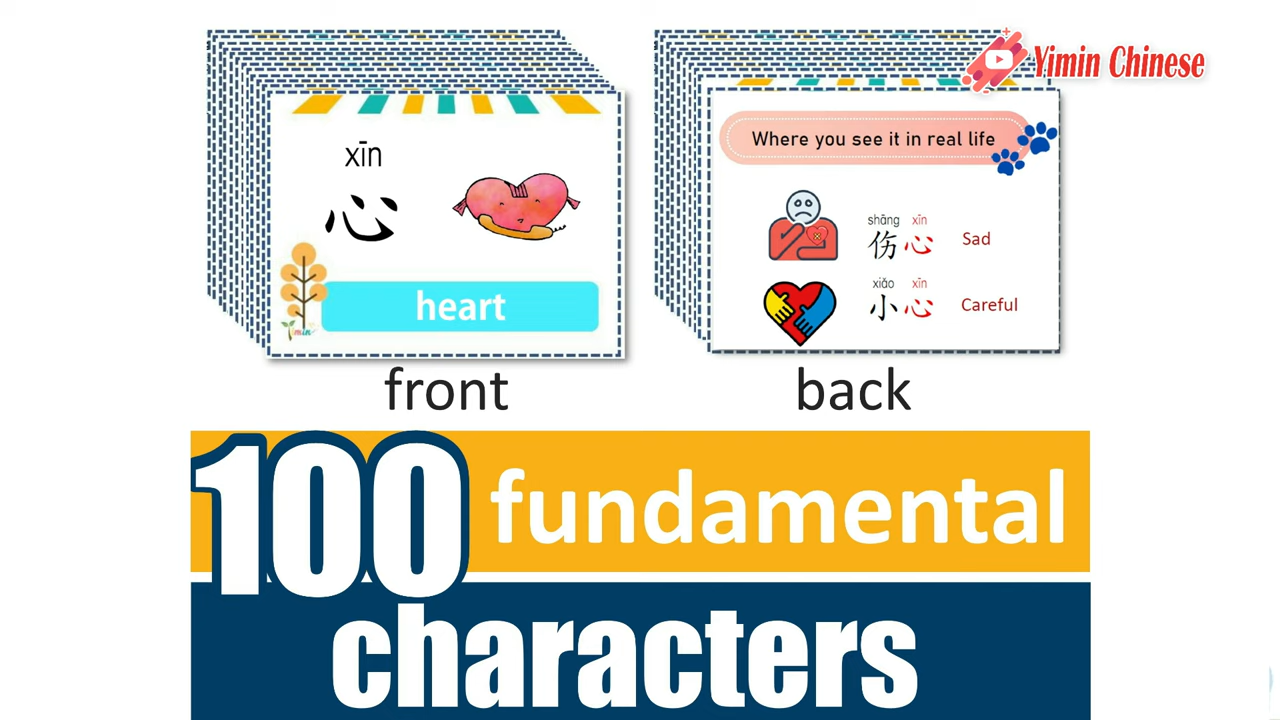 Yimin Chinese
xīn
心
heart
Where you see it in real life
shāng xīn
伤心 Sad
xiǎo xīn
小心 Careful
front
back
100 fundamental
characters